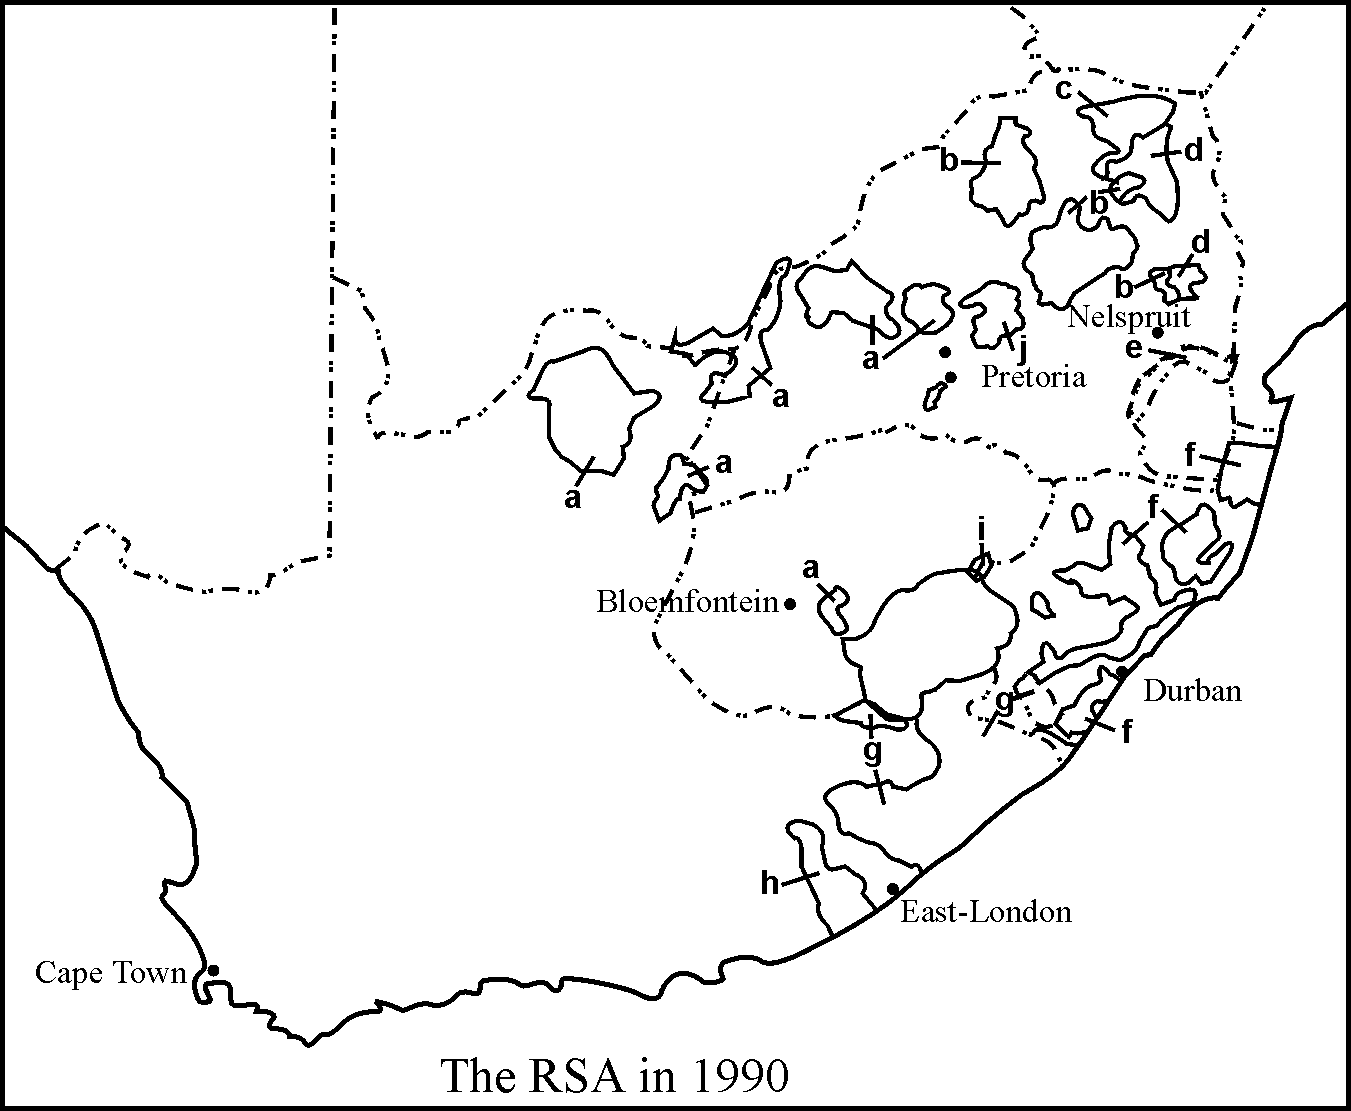 c
b
d
b
d
b
Nelspruit
a
j
e
Pretoria
a
a
f
a
f
i
a
Bloemfontein
g
Durban
f
g
h
East-London
Cape Town
The RSA in 1990